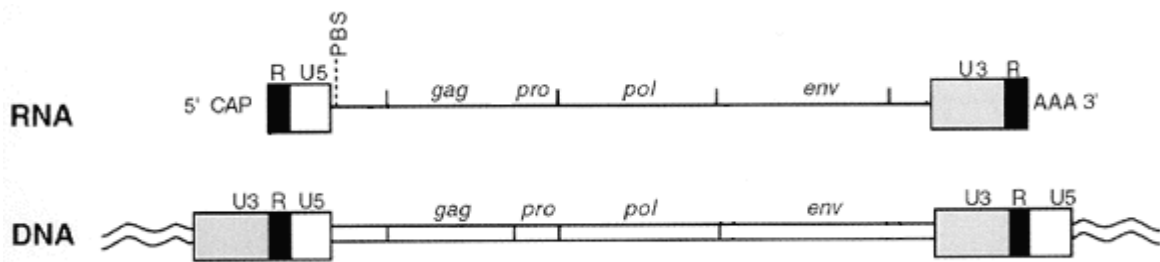 PBS
R U5 U3 R
5' CAP gag pro pol env AAA 3'
RNA
U3 R U5 gag pro pol env U3 R U5
DNA